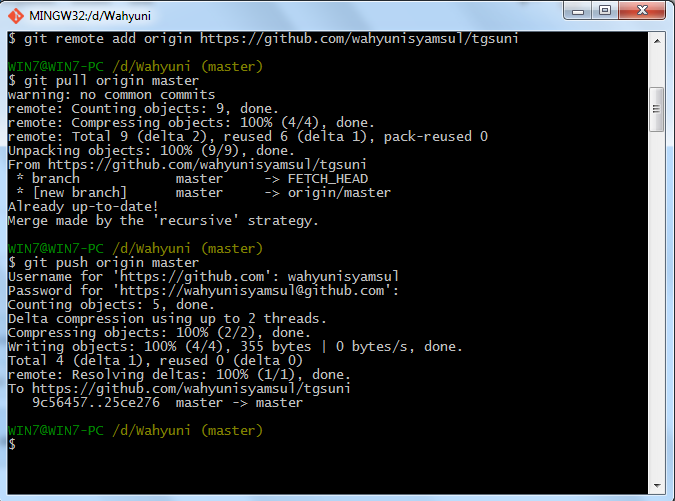 MINGW32:/d/Wahyuni
$ git remote add origin https://github.com/wahyunisyamsul/tgsuni
WIN7@WIN7-PC /d/Wahyuni (master)
$ git pull origin master
warning: no common commits
remote: Counting objects: 9, done.
remote: Compressing objects: 100% (4/4), done.
remote: Total 9 (delta 2), reused 6 (delta 1), pack-reused 0
Unpacking objects: 100% (9/9), done.
From https://github.com/wahyunisyamsul/tgsuni
 * branch            master     -> FETCH_HEAD
 * [new branch]      master     -> origin/master
Already up-to-date!
Merge made by the 'recursive' strategy.
WIN7@WIN7-PC /d/Wahyuni (master)
$ git push origin master
Username for 'https://github.com': wahyunisyamsul
Password for 'https://wahyunisyamsul@github.com':
Counting objects: 5, done.
Delta compression using up to 2 threads.
Compressing objects: 100% (2/2), done.
Writing objects: 100% (4/4), 355 bytes | 0 bytes/s, done.
Total 4 (delta 1), reused 0 (delta 0)
remote: Resolving deltas: 100% (1/1), done.
To https://github.com/wahyunisyamsul/tgsuni
   9c56457..25ce276  master -> master
WIN7@WIN7-PC /d/Wahyuni (master)
$